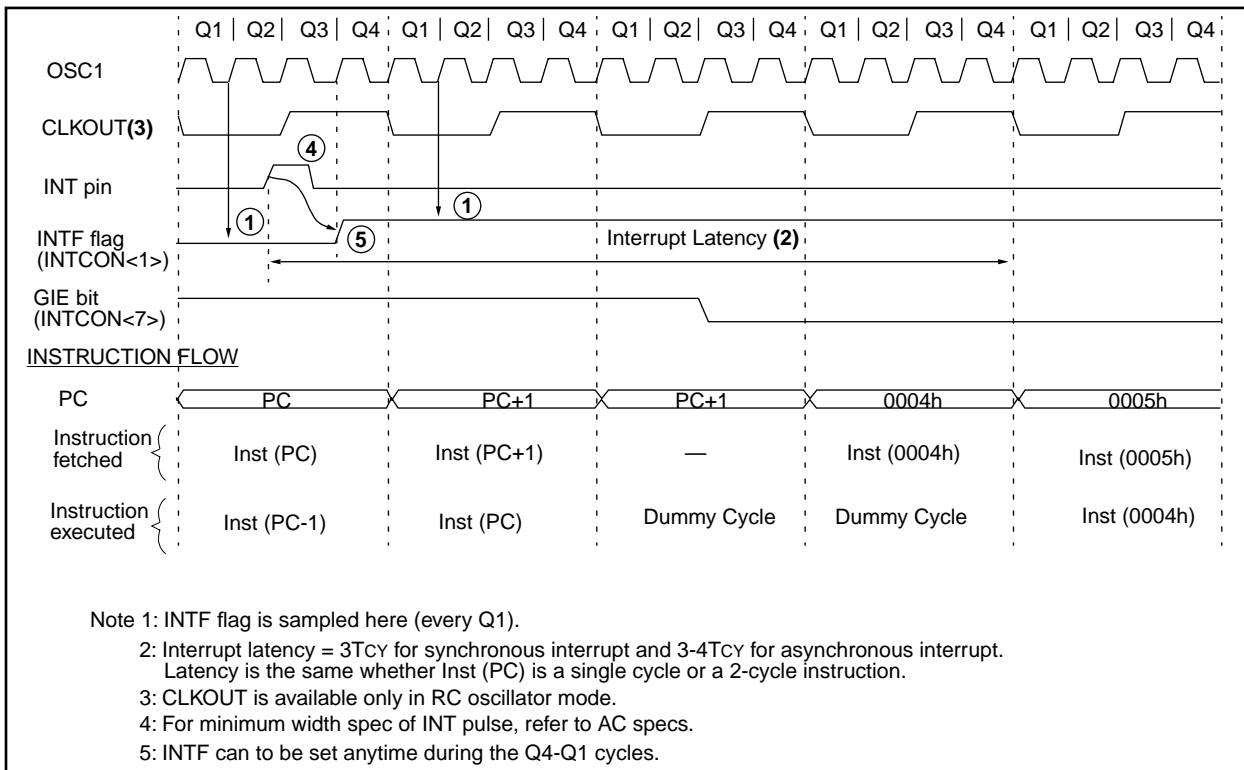 Q1 | Q2 | Q3 | Q4 Q1 | Q2 | Q3 | Q4 Q1 | Q2 | Q3 | Q4 Q1 | Q2 | Q3 | Q4 Q1 | Q2 | Q3 | Q4
OSC1
CLKOUT(3)
4
INT pin
1 1
INTF flag
(INTCON<1>)
5
Interrupt Latency (2)
GIE bit
(INTCON<7>)
INSTRUCTION FLOW
PC PC PC+1 PC+1 0004h 0005h
Instruction
fetched
Inst (PC) Inst (PC+1) — Inst (0004h) Inst (0005h)
Instruction
executed
Inst (PC-1) Inst (PC) Dummy Cycle Dummy Cycle Inst (0004h)
Note 1: INTF flag is sampled here (every Q1).
2: Interrupt latency = 3TCY for synchronous interrupt and 3-4TCY for asynchronous interrupt.
Latency is the same whether Inst (PC) is a single cycle or a 2-cycle instruction.
3: CLKOUT is available only in RC oscillator mode.
4: For minimum width spec of INT pulse, refer to AC specs.
5: INTF can to be set anytime during the Q4-Q1 cycles.